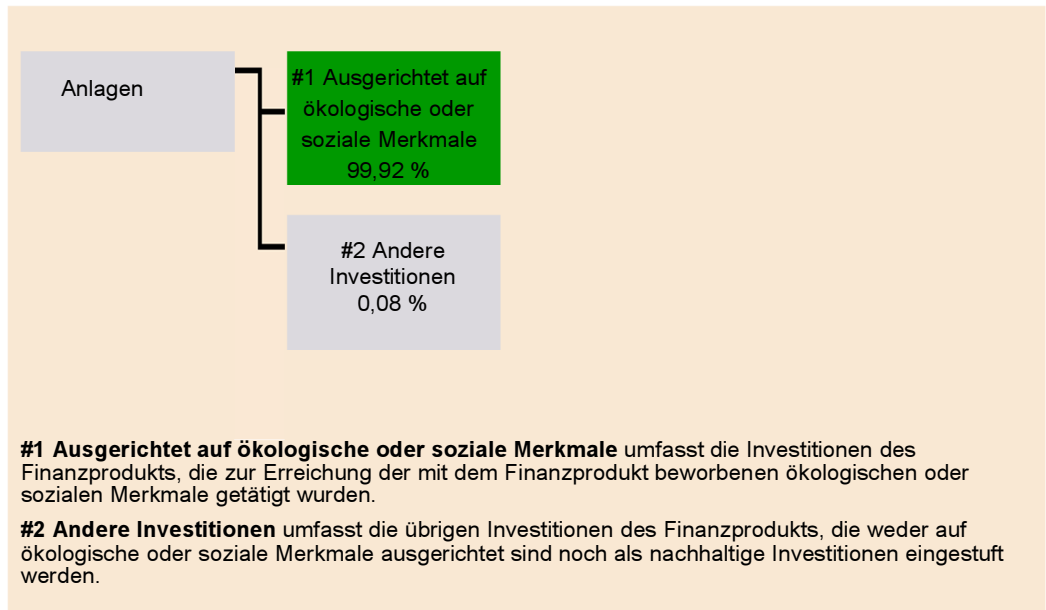 Anlagen
#1 Ausgerichtet auf
ökologische oder
soziale Merkmale
99,92 %
#2 Andere
Investitionen
0,08 %
#1 Ausgerichtet auf ökologische oder soziale Merkmale umfasst die Investitionen des
Finanzprodukts, die zur Erreichung der mit dem Finanzprodukt beworbenen ökologischen oder
sozialen Merkmale getätigt wurden.
#2 Andere Investitionen umfasst die übrigen Investitionen des Finanzprodukts, die weder auf
ökologische oder soziale Merkmale ausgerichtet sind noch als nachhaltige Investitionen eingestuft
werden.